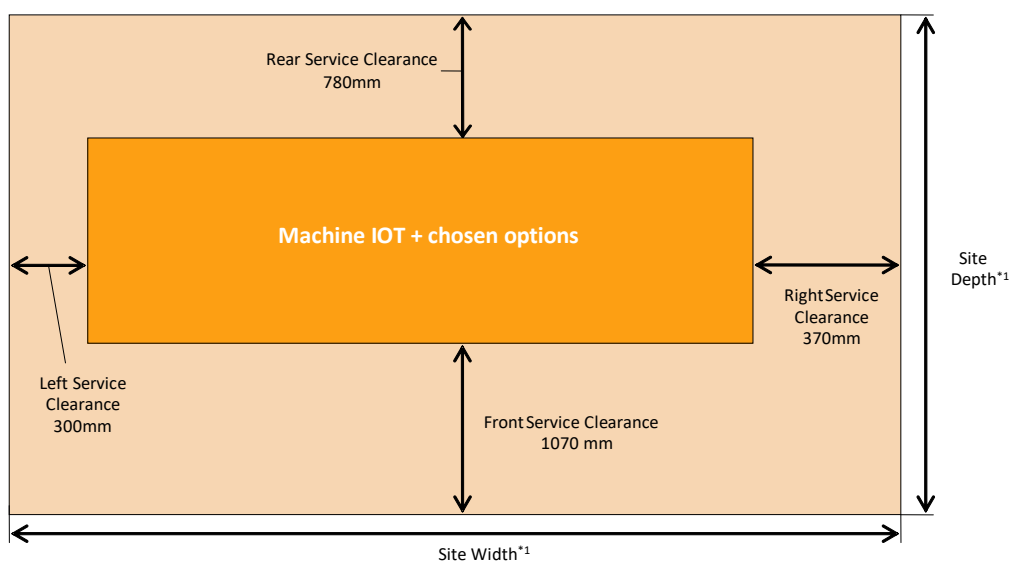 Rear Service Clearance
780mm
Machine IOT + chosen options
Site
Depth*1
Right Service
Clearance
370mm
Left Service
Clearance
300mm
Front Service Clearance
1070 mm
Site Width*1